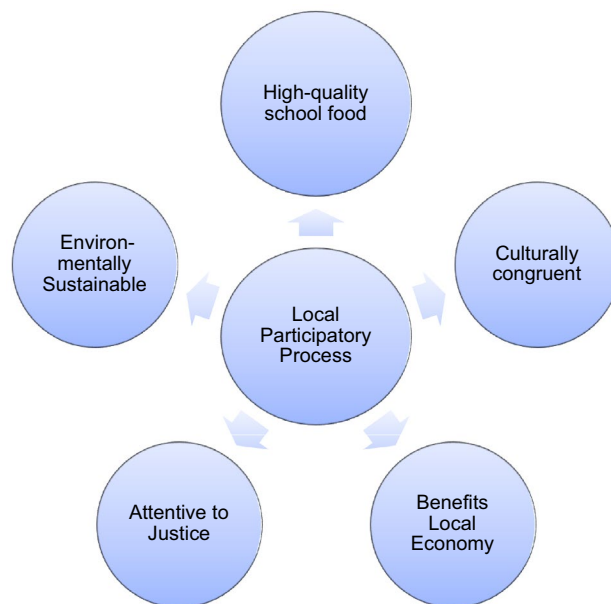 High-quality
school food
Environ-
mentally
Sustainable
Culturally
congruent
Local
Participatory
Process
Attentive to
Justice
Benefits
Local
Economy